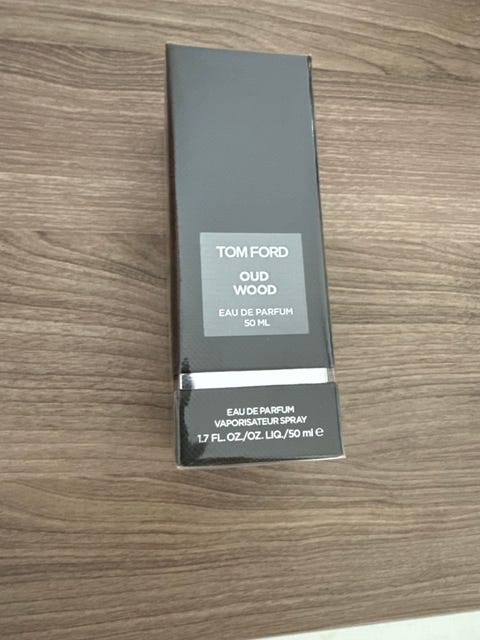 TOM FORD
OUD
WOOD
EAU DE PARFUM
50 ML
EAU DE PARFUM
VAPORISATEUR SPRAY
1.7 FL. OZ./OZ. LIQ./50 ml ℮